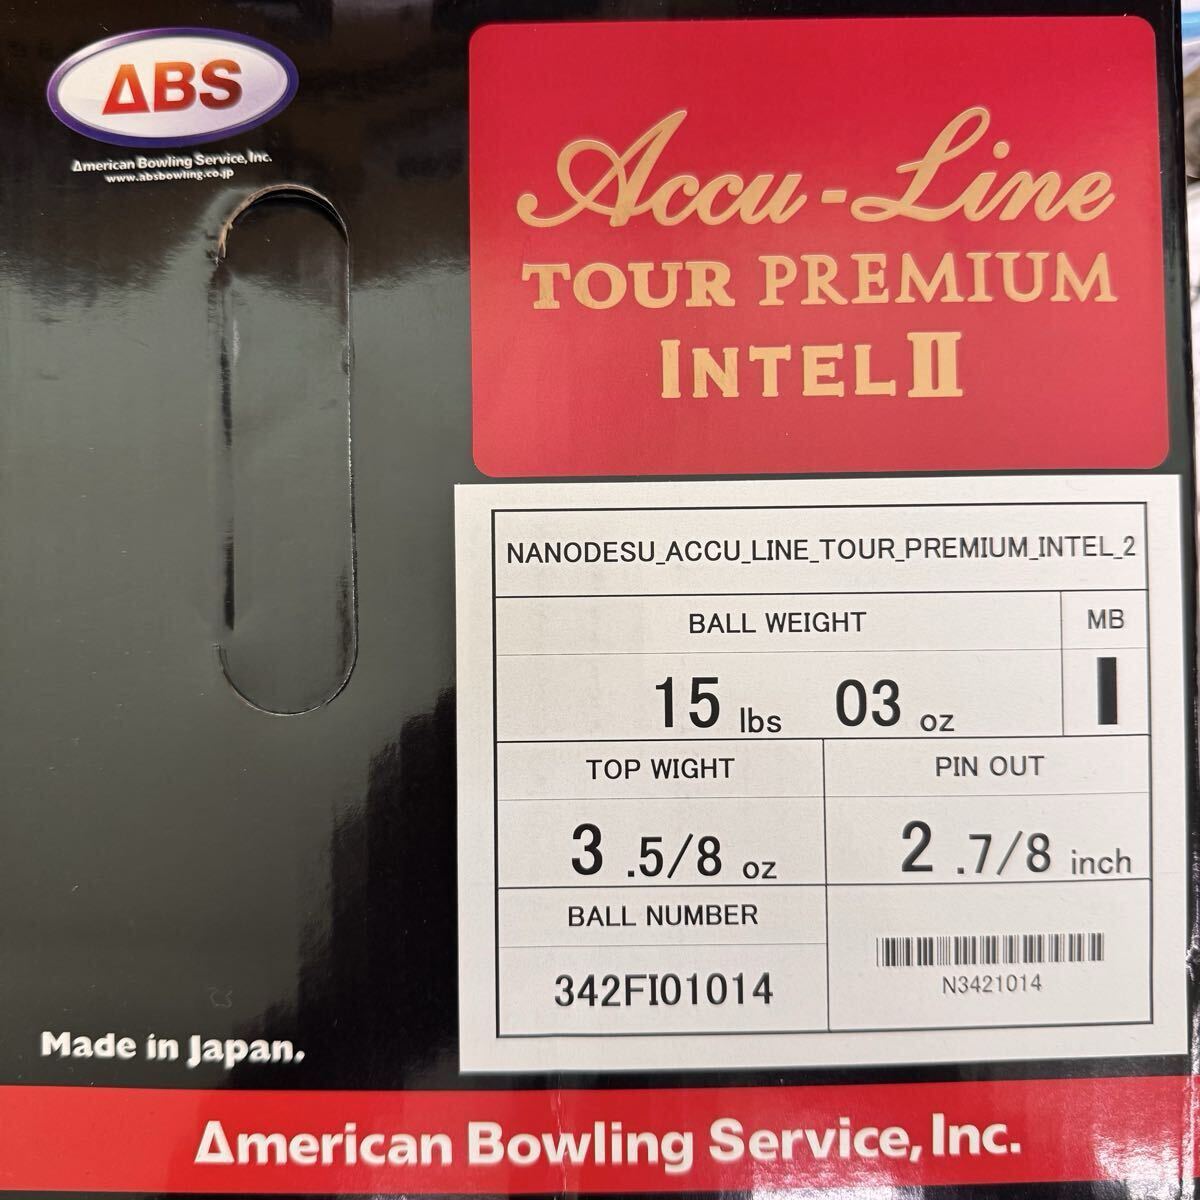 ABS
American Bowling Service, Inc.
www.absbowling.co.jp
Accu-Line
TOUR PREMIUM
INTEL II
NANODESU_ACCU_LINE_TOUR_PREMIUM_INTEL_2
BALL WEIGHT MB
15 lbs 03 oz I
TOP WIGHT PIN OUT
3 .5/8 oz 2 .7/8 inch
BALL NUMBER
342FI01014 N3421014
Made in Japan.
American Bowling Service, Inc.